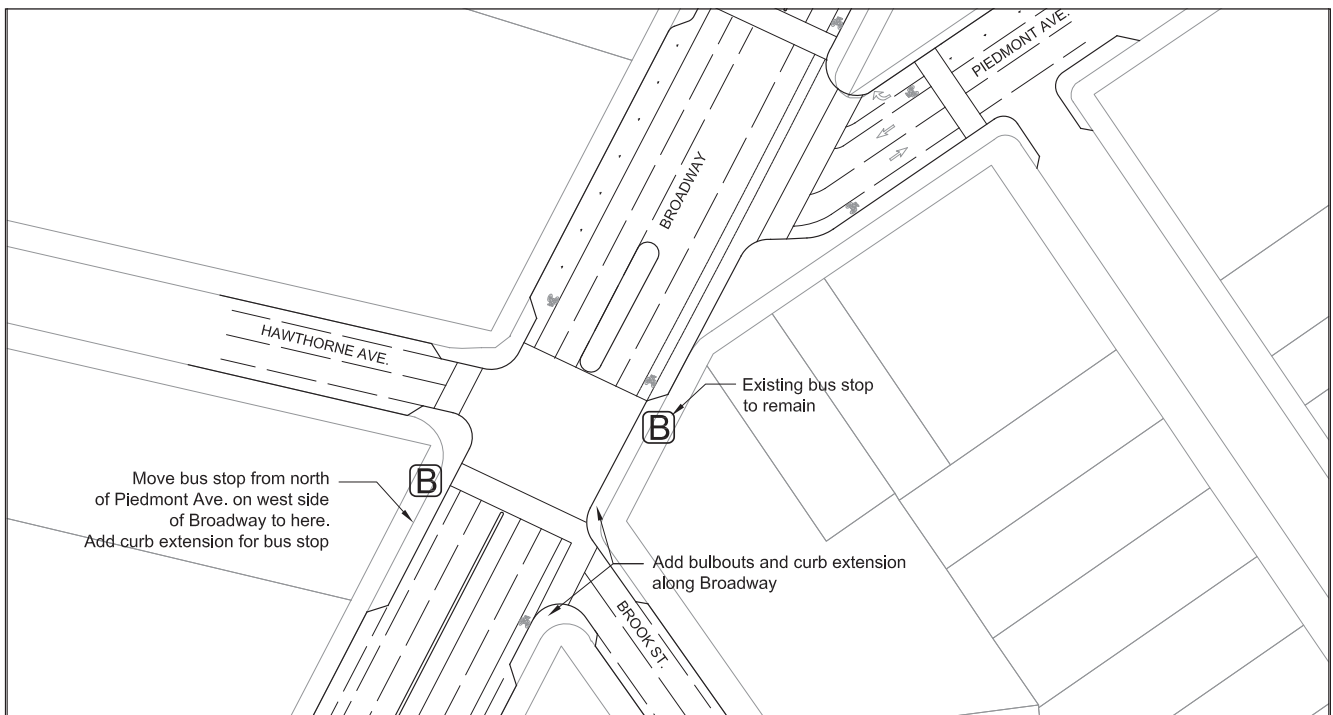 PIEDMONT AVE.
BROADWAY
HAWTHORNE AVE.
Existing bus stop
to remain
B
B
Move bus stop from north
of Piedmont Ave. on west side
of Broadway to here.
Add curb extension for bus stop
Add bulbouts and curb extension
along Broadway
BROOK ST.